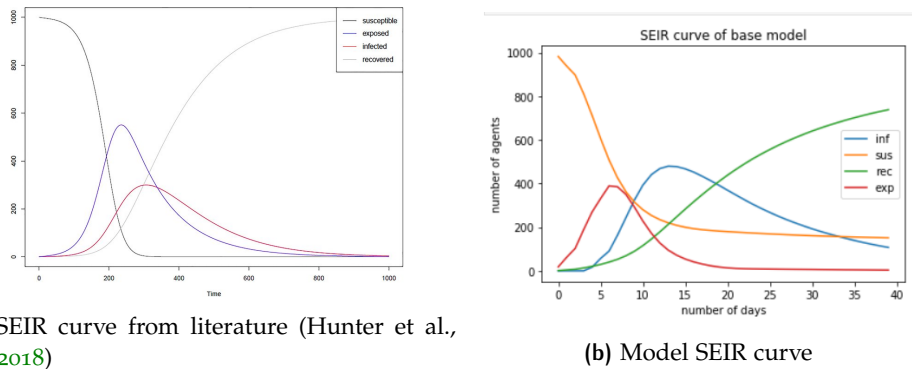 susceptible
exposed
infected
recovered
1000
800
600
400
200
0
0 200 400 600 800 1000
Time
SEIR curve from literature (Hunter et al.,
2018)
SEIR curve of base model
1000
800
600
400
200
0
number of agents
inf
sus
rec
exp
0 5 10 15 20 25 30 35 40
number of days
(b) Model SEIR curve